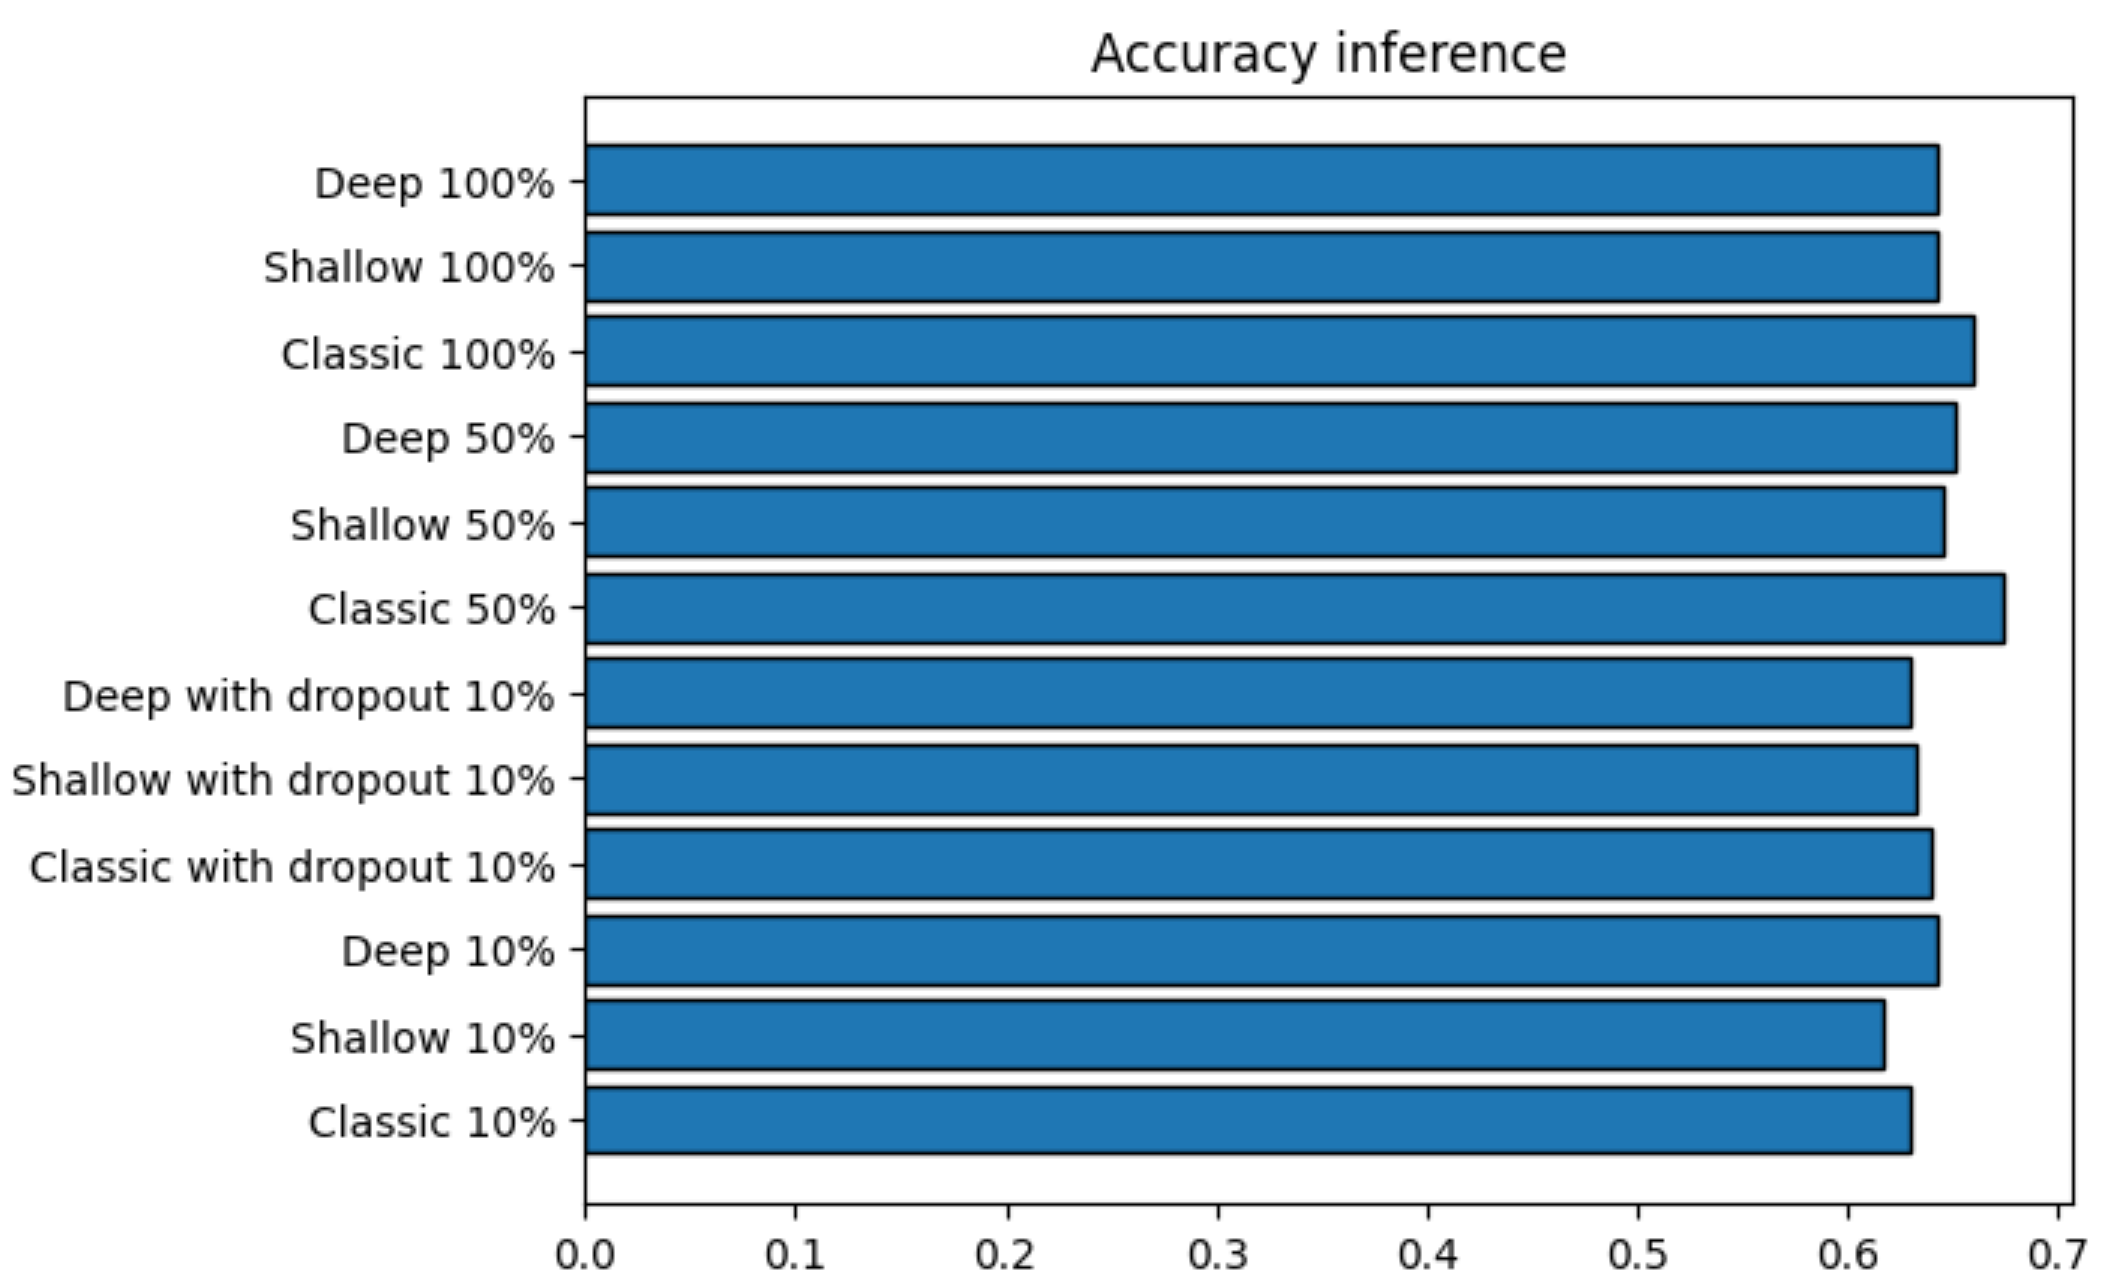 Accuracy inference
Deep 100%
Shallow 100%
Classic 100%
Deep 50%
Shallow 50%
Classic 50%
Deep with dropout 10%
Shallow with dropout 10%
Classic with dropout 10%
Deep 10%
Shallow 10%
Classic 10%
0.0 0.1 0.2 0.3 0.4 0.5 0.6 0.7